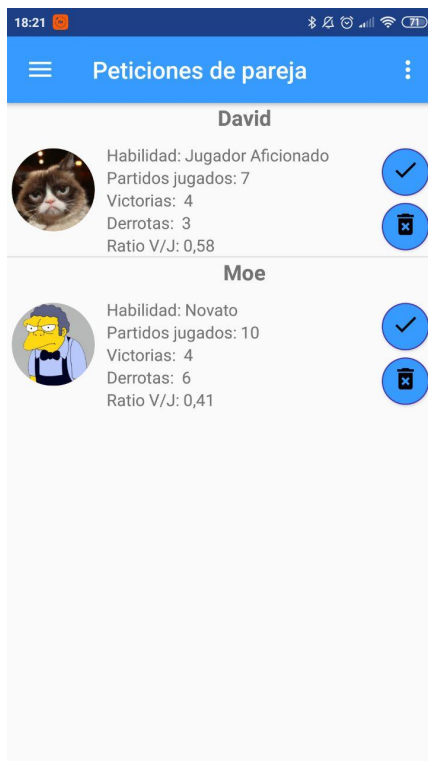 18:21
71
Peticiones de pareja
David
Habilidad: Jugador Aficionado
Partidos jugados: 7
Victorias: 4
Derrotas: 3
Ratio V/J: 0,58
Moe
Habilidad: Novato
Partidos jugados: 10
Victorias: 4
Derrotas: 6
Ratio V/J: 0,41